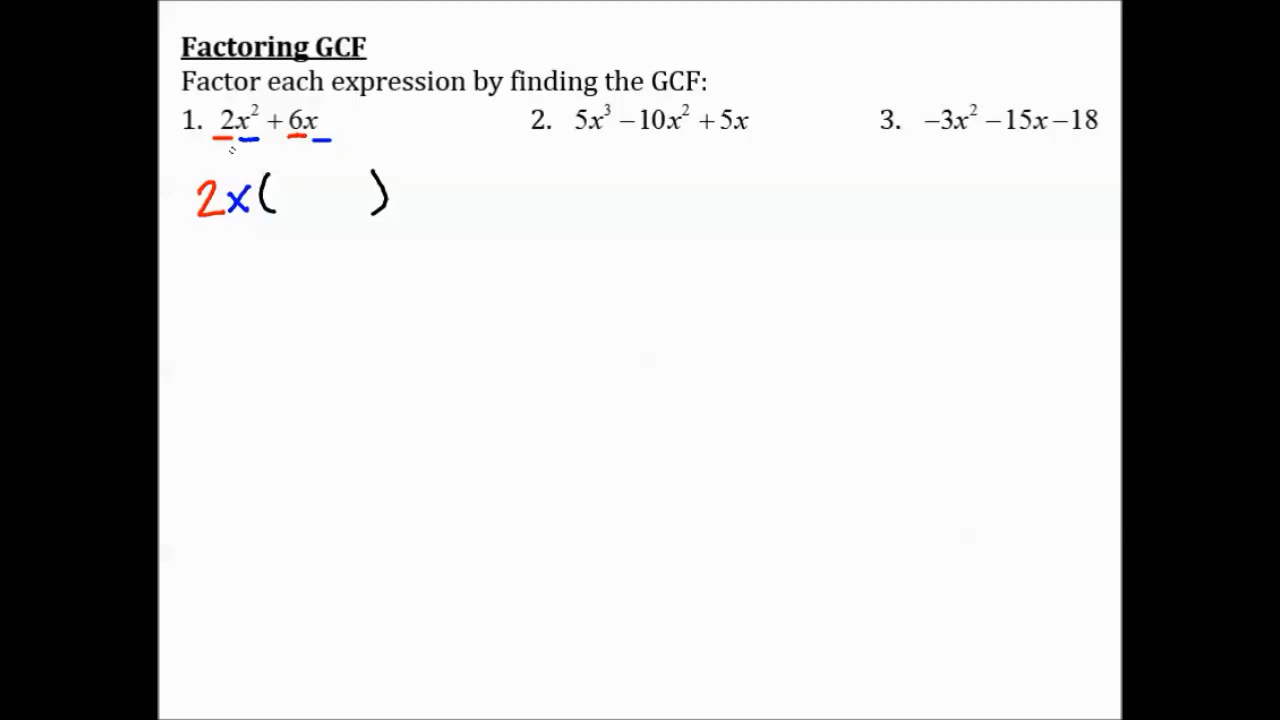 Factoring GCF
Factor each expression by finding the GCF:
1. 2x² + 6x 2. 5x³ − 10x² + 5x 3. −3x² − 15x − 18
2x( )